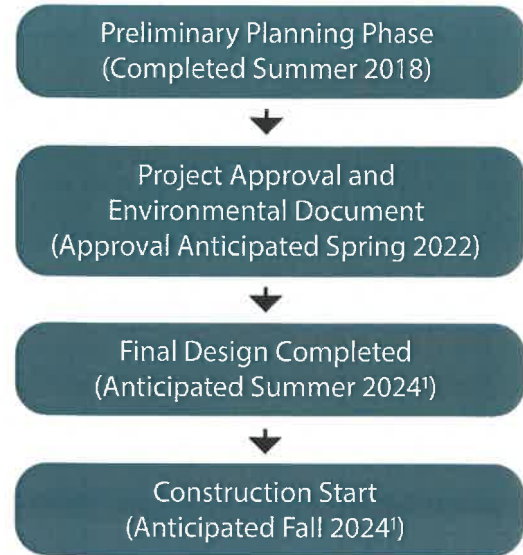 Preliminary Planning Phase
(Completed Summer 2018)
Project Approval and
Environmental Document
(Approval Anticipated Spring 2022)
Final Design Completed
(Anticipated Summer 2024¹)
Construction Start
(Anticipated Fall 2024¹)